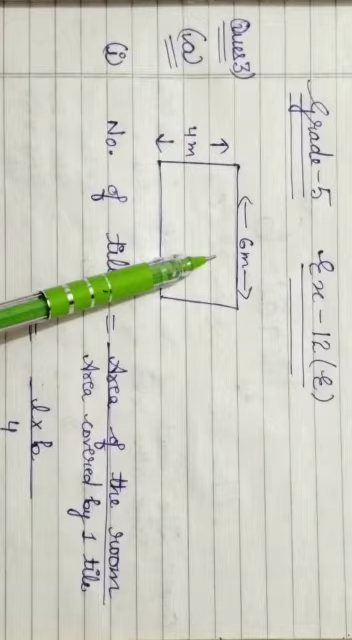 Grade-5 Ex-12(E)
Ques 3)
(a)
← 6m →
↑ 4m ↓
(i) No. of = Area of the room
Area covered by 1 tile
= l x b
4